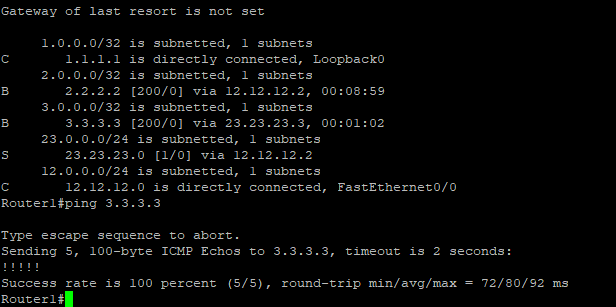 Gateway of last resort is not set

     1.0.0.0/32 is subnetted, 1 subnets
C       1.1.1.1 is directly connected, Loopback0
     2.0.0.0/32 is subnetted, 1 subnets
B       2.2.2.2 [200/0] via 12.12.12.2, 00:08:59
     3.0.0.0/32 is subnetted, 1 subnets
B       3.3.3.3 [200/0] via 23.23.23.3, 00:01:02
     23.0.0.0/24 is subnetted, 1 subnets
S       23.23.23.0 [1/0] via 12.12.12.2
     12.0.0.0/24 is subnetted, 1 subnets
C       12.12.12.0 is directly connected, FastEthernet0/0
Router1#ping 3.3.3.3

Type escape sequence to abort.
Sending 5, 100-byte ICMP Echos to 3.3.3.3, timeout is 2 seconds:
!!!!!
Success rate is 100 percent (5/5), round-trip min/avg/max = 72/80/92 ms
Router1#